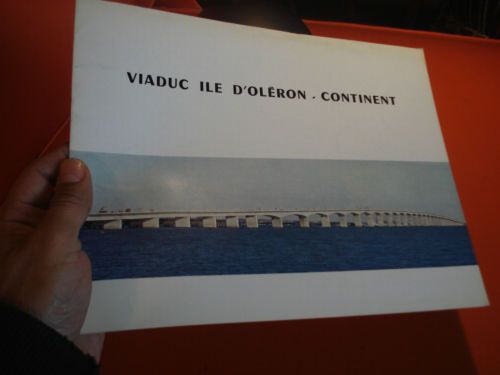 VIADUC ILE D'OLÉRON - CONTINENT